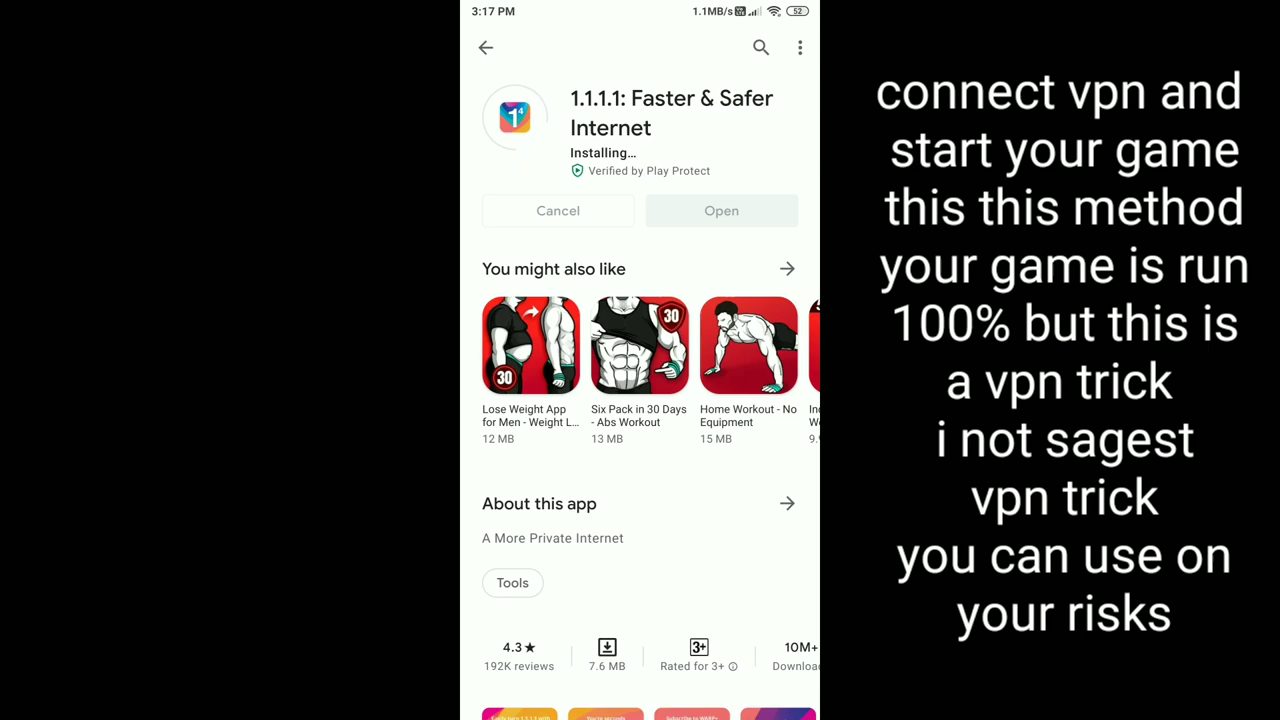 3:17 PM
1.1MB/s
52
1.1.1.1: Faster & Safer
Internet
Installing...
Verified by Play Protect
Cancel
Open
You might also like
30
30
Lose Weight App
for Men - Weight L...
12 MB
Six Pack in 30 Days
- Abs Workout
13 MB
Home Workout - No
Equipment
15 MB
About this app
A More Private Internet
Tools
4.3★
192K reviews
7.6 MB
3+
Rated for 3+
10M+
connect vpn and
start your game
this this method
your game is run
100% but this is
a vpn trick
i not sagest
vpn trick
you can use on
your risks